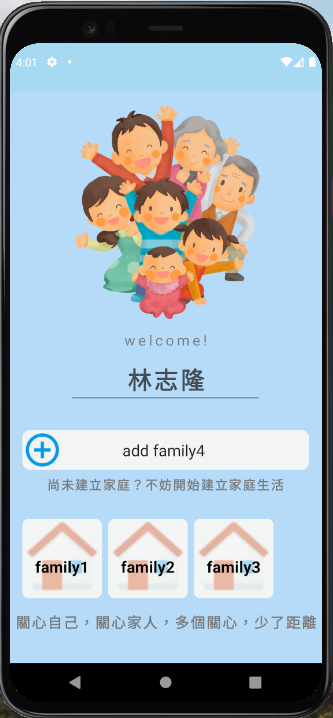 4:01
welcome!
林志隆
add family4
尚未建立家庭？不妨開始建立家庭生活
family1 family2 family3
關心自己，關心家人，多個關心，少了距離